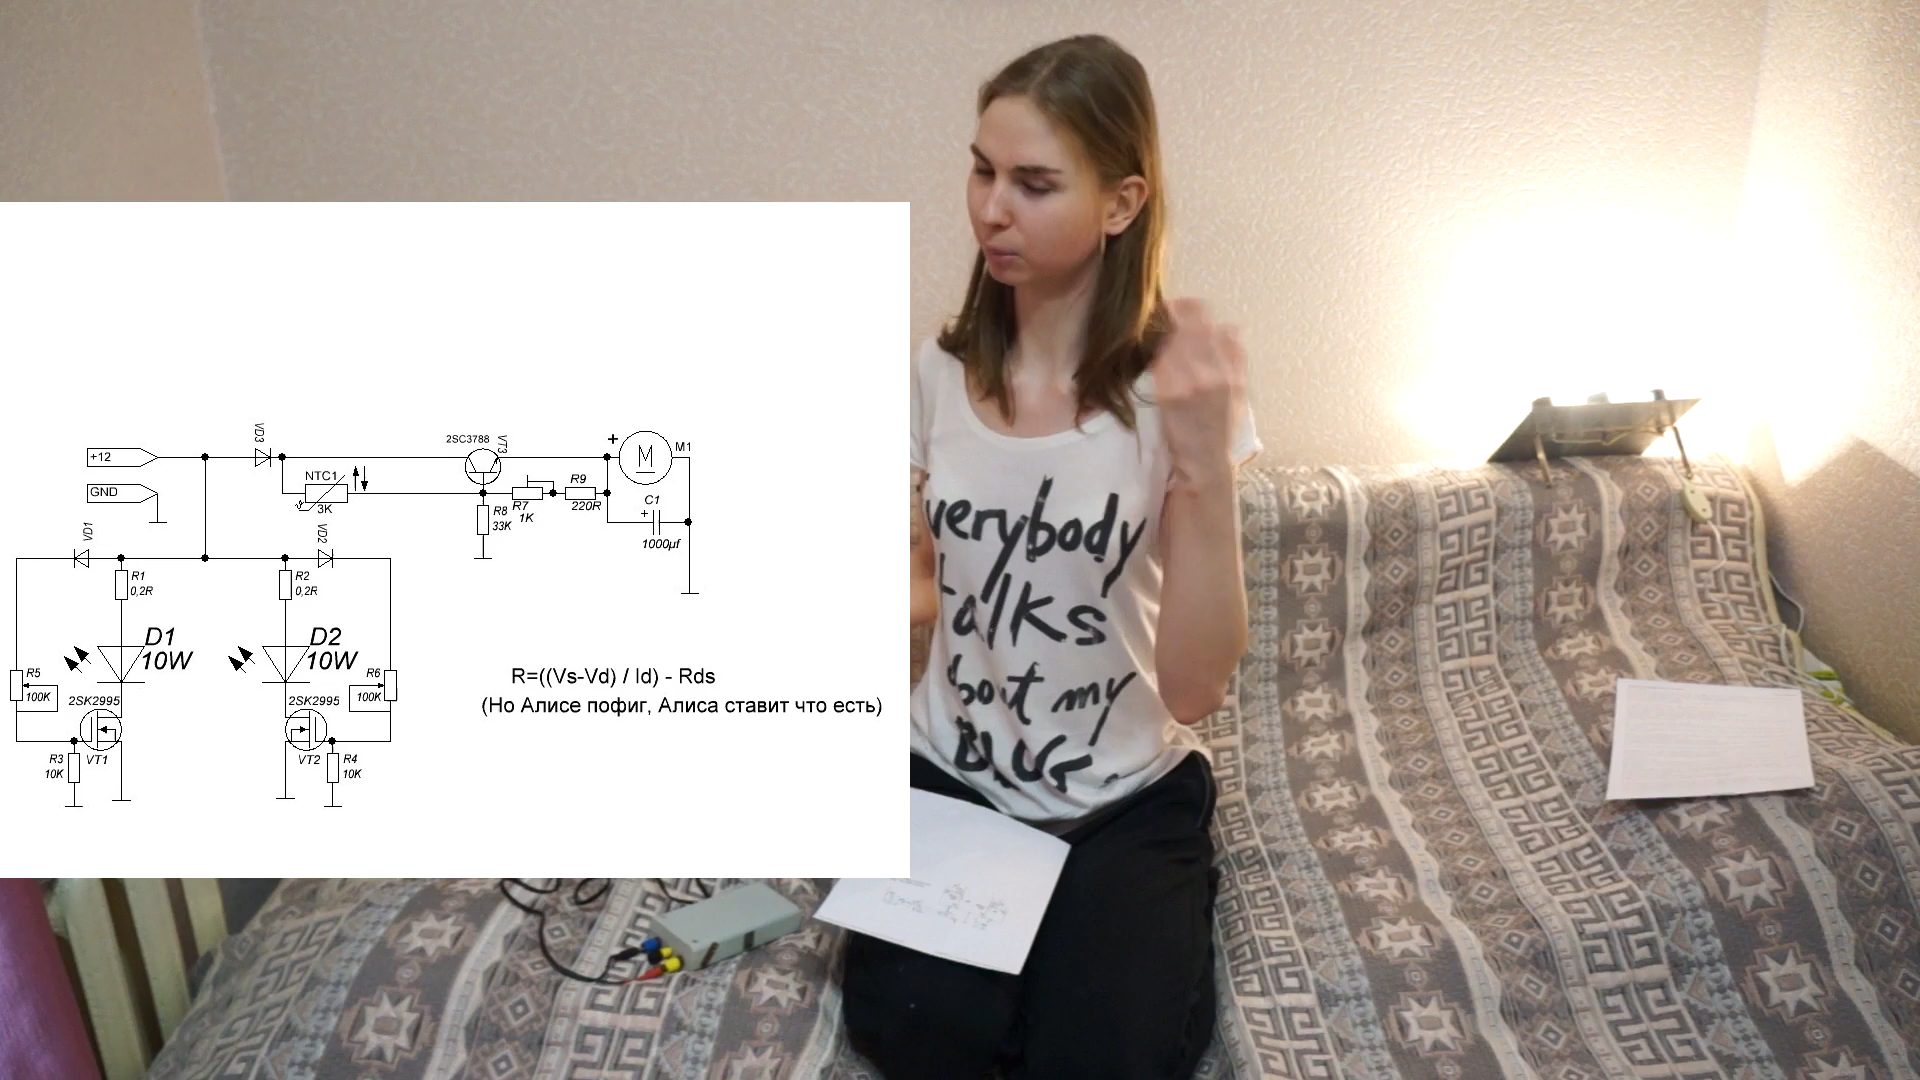 VD3
2SC3788
VT3
M
M1
+12
GND
NTC1
3K
R7
1K
R9
220R
R8
33K
C1
1000µf
VD1
VD2
R1
0,2R
R2
0,2R
D1
10W
D2
10W
R5
100K
R6
100K
2SK2995
2SK2995
VT1
VT2
R3
10K
R4
10K
R=((Vs-Vd) / Id) - Rds
(Но Алисе пофиг, Алиса ставит что есть)
verybody
talks
about my
BLUG.